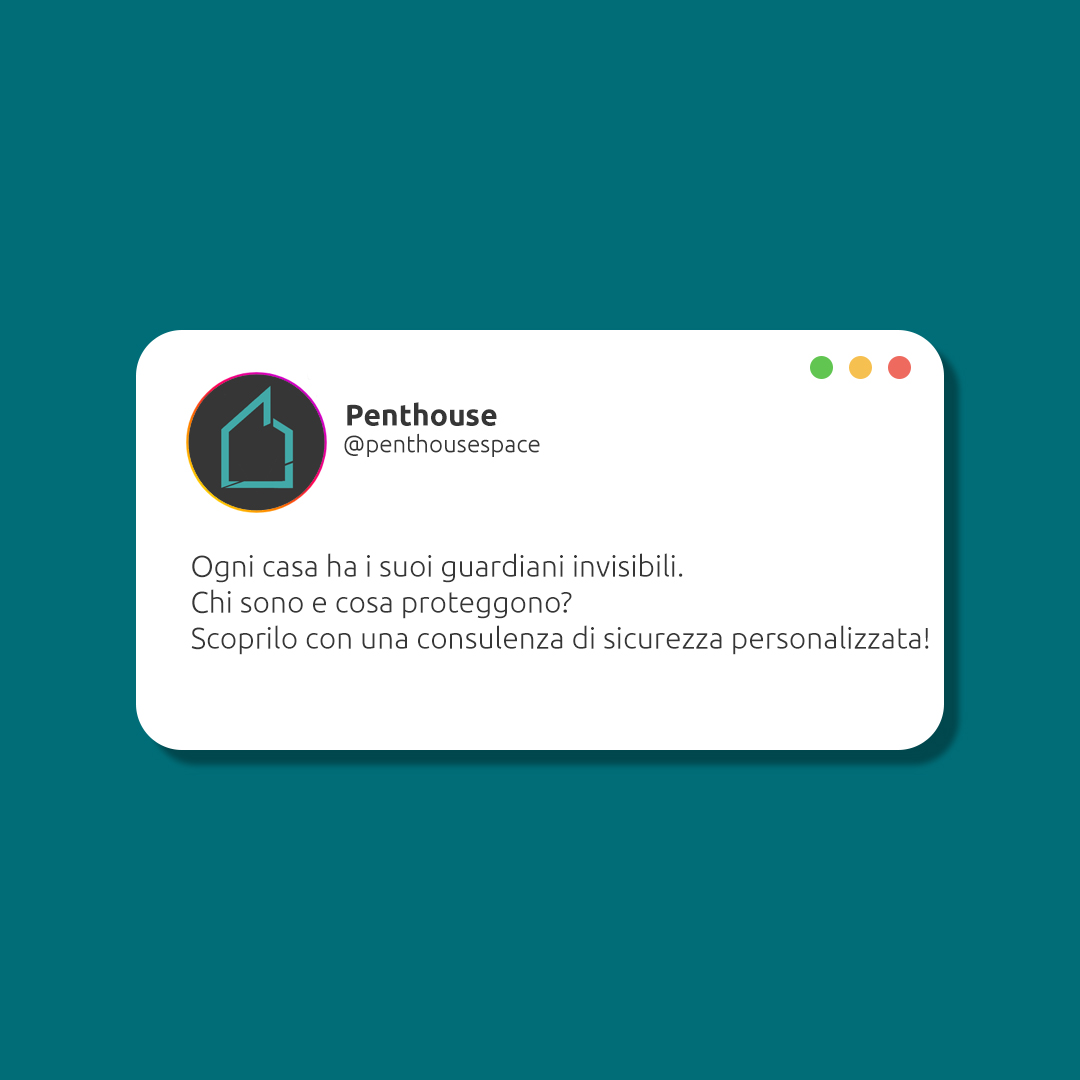 Penthouse
@penthousespace
Ogni casa ha i suoi guardiani invisibili.
Chi sono e cosa proteggono?
Scoprilo con una consulenza di sicurezza personalizzata!